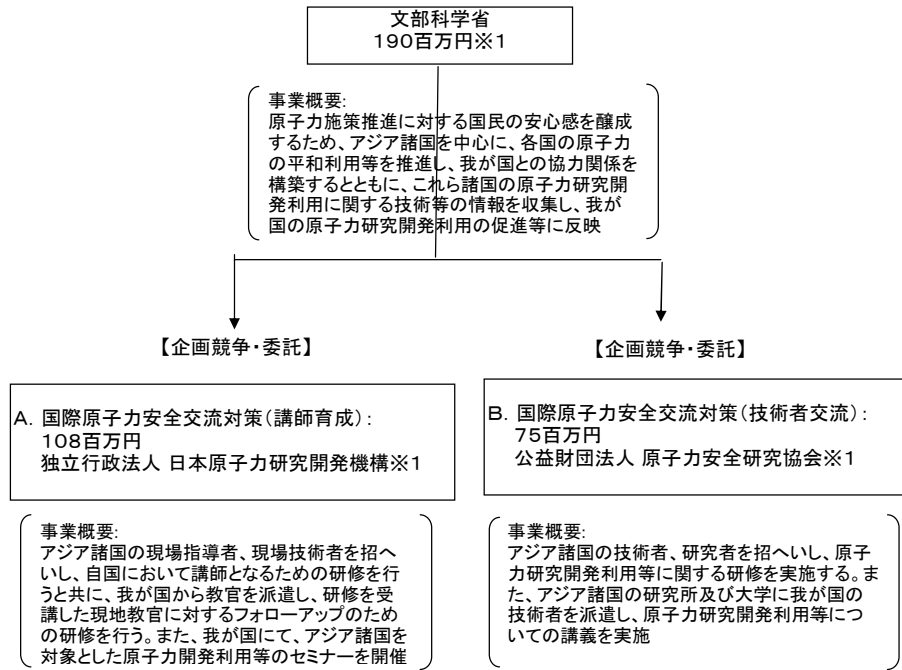 文部科学省
190百万円※1
事業概要:
原子力施策推進に対する国民の安心感を醸成
するため、アジア諸国を中心に、各国の原子力
の平和利用等を推進し、我が国との協力関係を
構築するとともに、これら諸国の原子力研究開
発利用に関する技術等の情報を収集し、我が
国の原子力研究開発利用の促進等に反映
【企画競争・委託】
【企画競争・委託】
A. 国際原子力安全交流対策(講師育成):
108百万円
独立行政法人 日本原子力研究開発機構※1
B. 国際原子力安全交流対策(技術者交流):
75百万円
公益財団法人 原子力安全研究協会※1
事業概要:
アジア諸国の現場指導者、現場技術者を招へ
いし、自国において講師となるための研修を行
うと共に、我が国から教官を派遣し、研修を受
講した現地教官に対するフォローアップのため
の研修を行う。また、我が国にて、アジア諸国を
対象とした原子力開発利用等のセミナーを開催
事業概要:
アジア諸国の技術者、研究者を招へいし、原子
力研究開発利用等に関する研修を実施する。ま
た、アジア諸国の研究所及び大学に我が国の
技術者を派遣し、原子力研究開発利用等につ
いての講義を実施